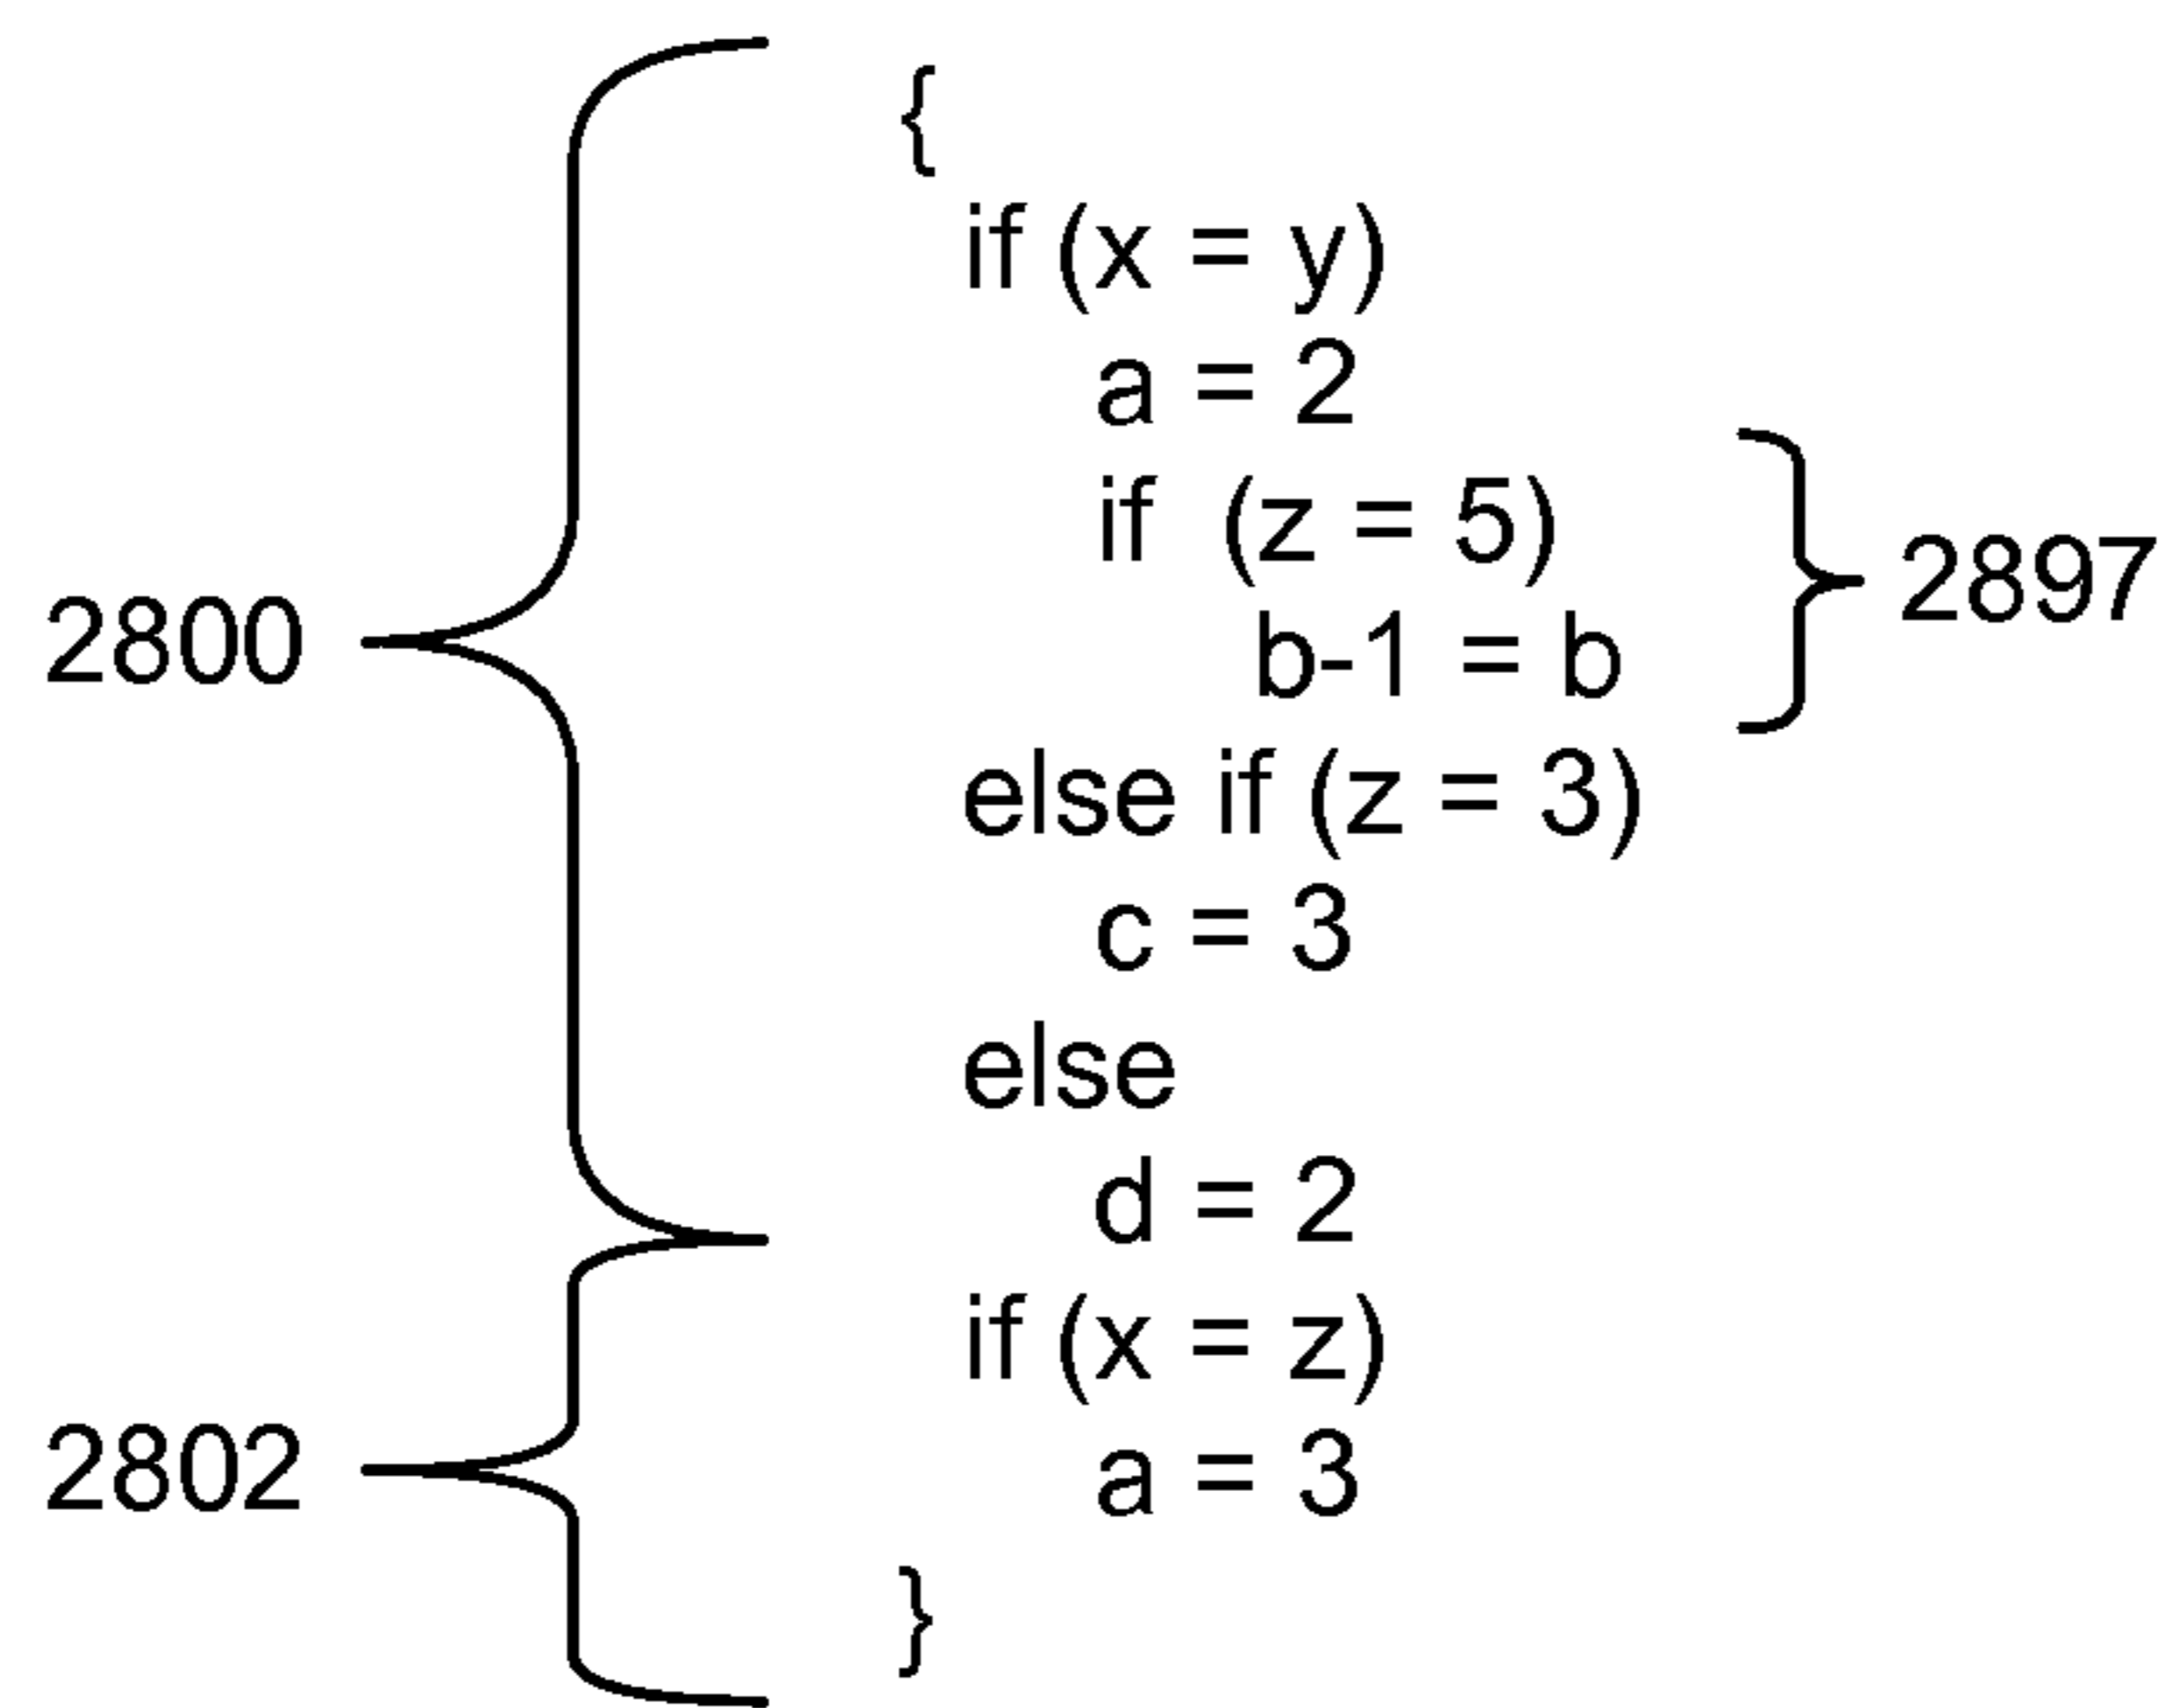 {
if (x = y)
a = 2
if (z = 5)
2800
2897
b-1 = b
else if (z = 3)
c = 3
else
d = 2
if (x = z)
2802
a = 3
}